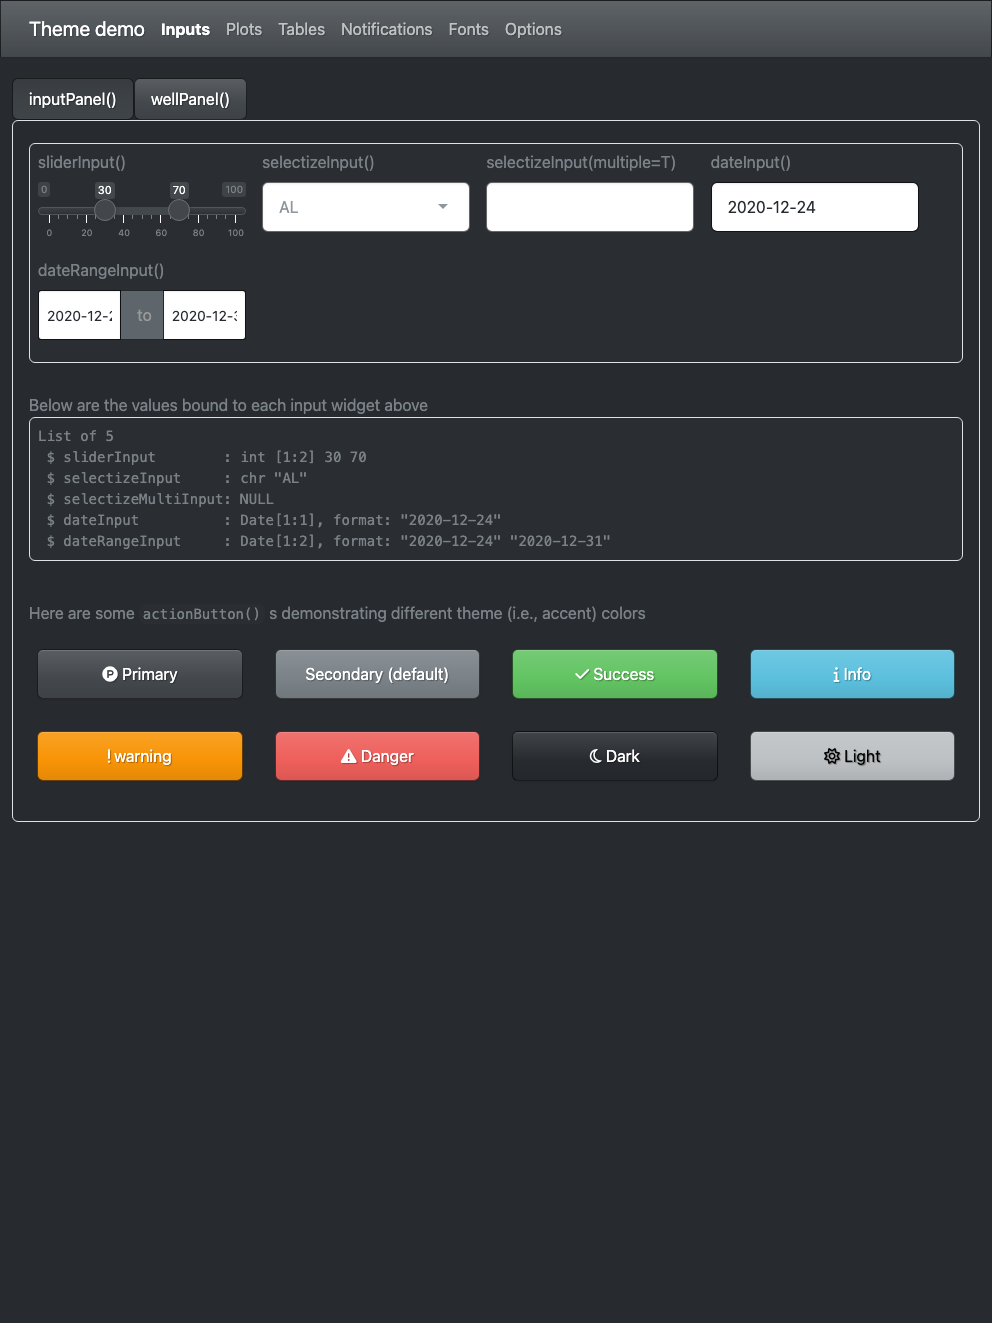 Theme demo Inputs Plots Tables Notifications Fonts Options
inputPanel() wellPanel()
sliderInput() selectizeInput() selectizeInput(multiple=T) dateInput()
0 30 70 100
AL 2020-12-24
0 20 40 60 80 100
dateRangeInput()
2020-12-2 to 2020-12-3
Below are the values bound to each input widget above
List of 5
$ sliderInput : int [1:2] 30 70
$ selectizeInput : chr "AL"
$ selectizeMultiInput: NULL
$ dateInput : Date[1:1], format: "2020-12-24"
$ dateRangeInput : Date[1:2], format: "2020-12-24" "2020-12-31"
Here are some actionButton() s demonstrating different theme (i.e., accent) colors
Primary Secondary (default) Success Info
warning Danger Dark Light